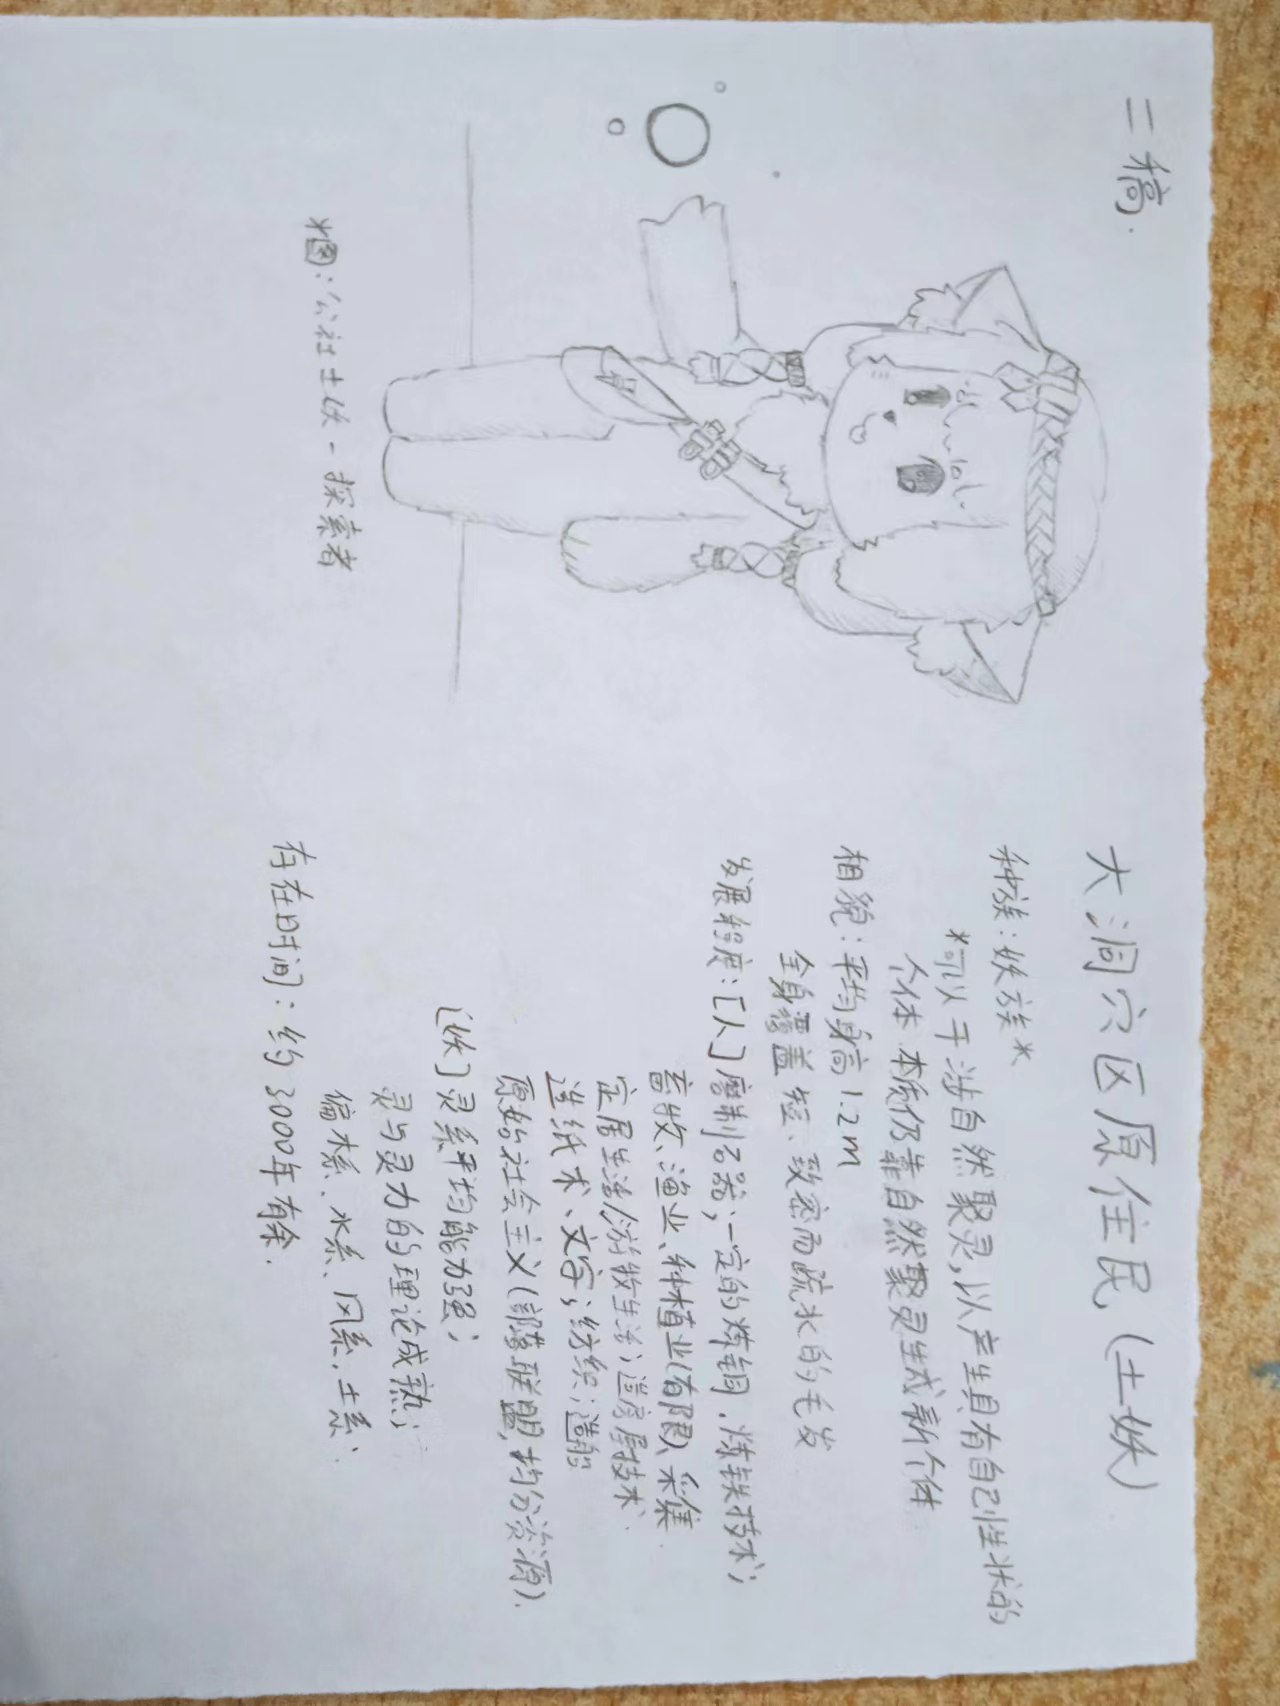 二稿.
大洞穴区原住民(土妖)
种族:妖族*
*可以干涉自然聚灵,以产生具有自己性状的
个体 本质仍靠自然聚灵生成新个体
相貌:平均身高1.2m
全身覆盖短、致密而疏水的毛发
发展程度:[人]磨制石器;一定的炼铜、炼铁技术;
畜牧、渔业、种植业(有限)、采集
定居生活/游牧生活;造房屋技术.
造纸术、文字;纺织;造船
原始社会主义(部落联盟,均分资源).
[妖]灵系平均能力强;
灵与灵力的理论成熟;
偏木系、水系、风系、土系.
存在时间:约3000年有余.
*图:公社土妖-探索者